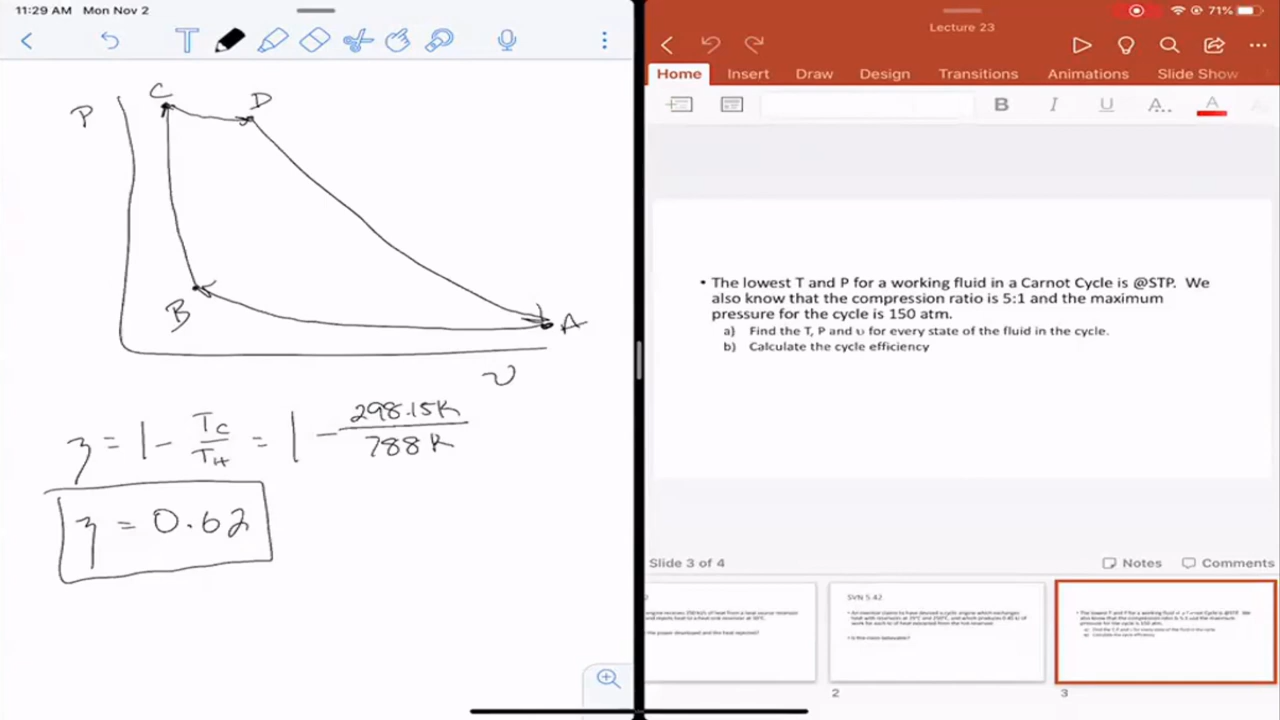 11:29 AM Mon Nov 2
71%
Lecture 23
Home Insert Draw Design Transitions Animations Slide Show
B I U A... A
P
C
D
B
A
υ
η = 1 - TC/TH = 1 - 298.15K/788K
η = 0.62
• The lowest T and P for a working fluid in a Carnot Cycle is @STP. We
also know that the compression ratio is 5:1 and the maximum
pressure for the cycle is 150 atm.
a) Find the T, P and υ for every state of the fluid in the cycle.
b) Calculate the cycle efficiency
Slide 3 of 4
Notes Comments
SVN 5.42
2
3